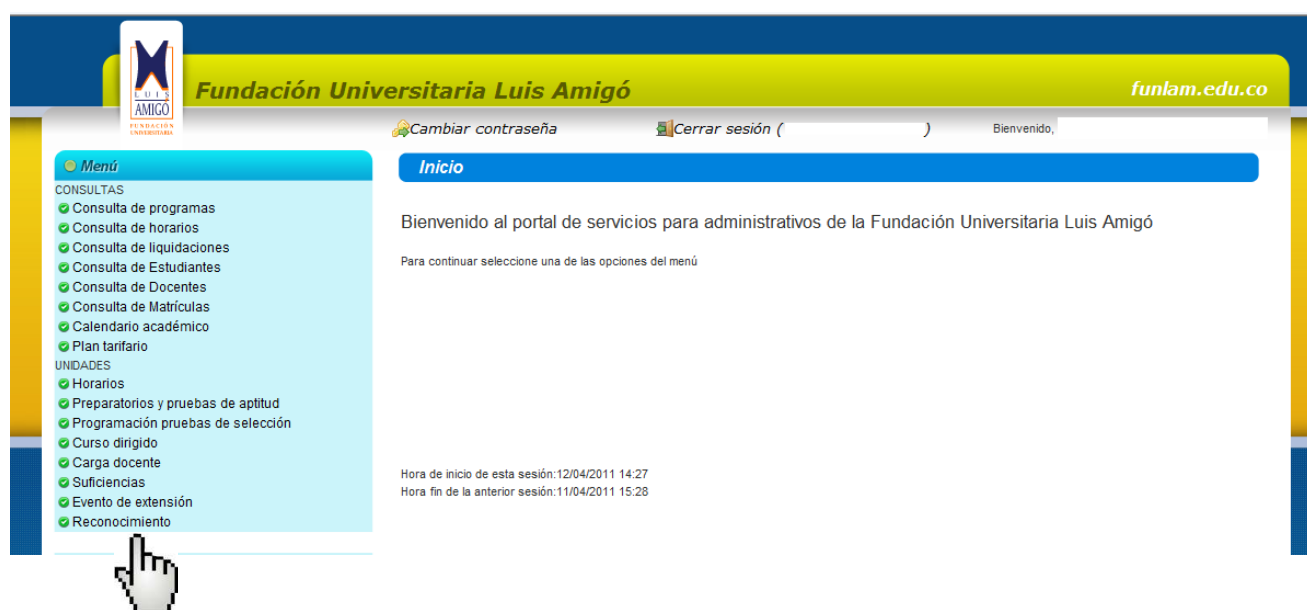 LUIS
AMIGÓ
FUNDACIÓN
UNIVERSITARIA
Fundación Universitaria Luis Amigó
funlam.edu.co
Cambiar contraseña
Cerrar sesión ( )
Bienvenido,
Menú
CONSULTAS
Consulta de programas
Consulta de horarios
Consulta de liquidaciones
Consulta de Estudiantes
Consulta de Docentes
Consulta de Matrículas
Calendario académico
Plan tarifario
UNIDADES
Horarios
Preparatorios y pruebas de aptitud
Programación pruebas de selección
Curso dirigido
Carga docente
Suficiencias
Evento de extensión
Reconocimiento
Inicio
Bienvenido al portal de servicios para administrativos de la Fundación Universitaria Luis Amigó
Para continuar seleccione una de las opciones del menú
Hora de inicio de esta sesión:12/04/2011 14:27
Hora fin de la anterior sesión:11/04/2011 15:28